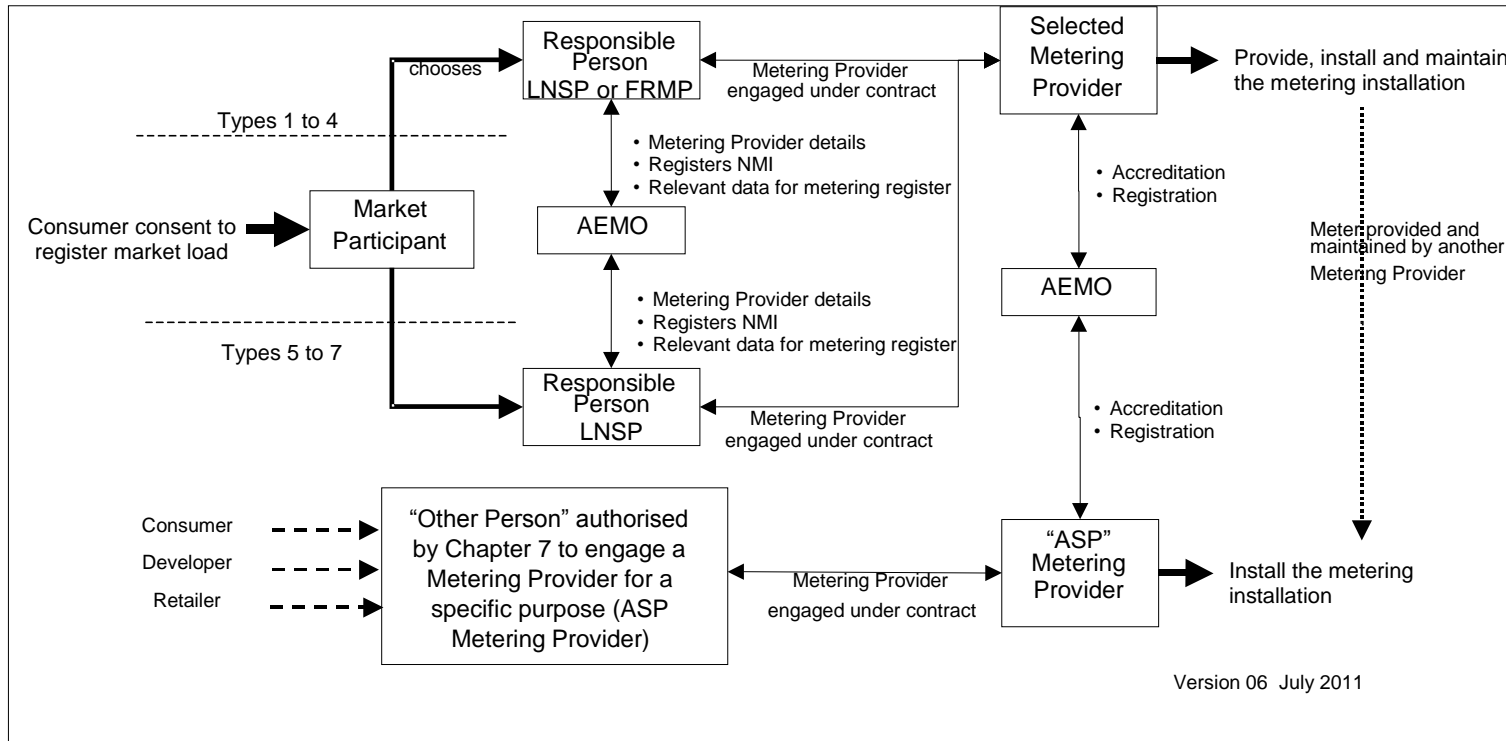 Responsible
Person
LNSP or FRMP
chooses
Metering Provider
engaged under contract
Selected
Metering
Provider
Provide, install and maintain
the metering installation
Types 1 to 4
• Metering Provider details
• Registers NMI
• Relevant data for metering register
• Accreditation
• Registration
Consumer consent to
register market load
Market
Participant
AEMO
Meter provided and
maintained by another
Metering Provider
AEMO
• Metering Provider details
• Registers NMI
• Relevant data for metering register
Types 5 to 7
Responsible
Person
LNSP
Metering Provider
engaged under contract
• Accreditation
• Registration
Consumer
Developer
Retailer
“Other Person” authorised
by Chapter 7 to engage a
Metering Provider for a
specific purpose (ASP
Metering Provider)
Metering Provider
engaged under contract
“ASP”
Metering
Provider
Install the metering
installation
Version 06 July 2011